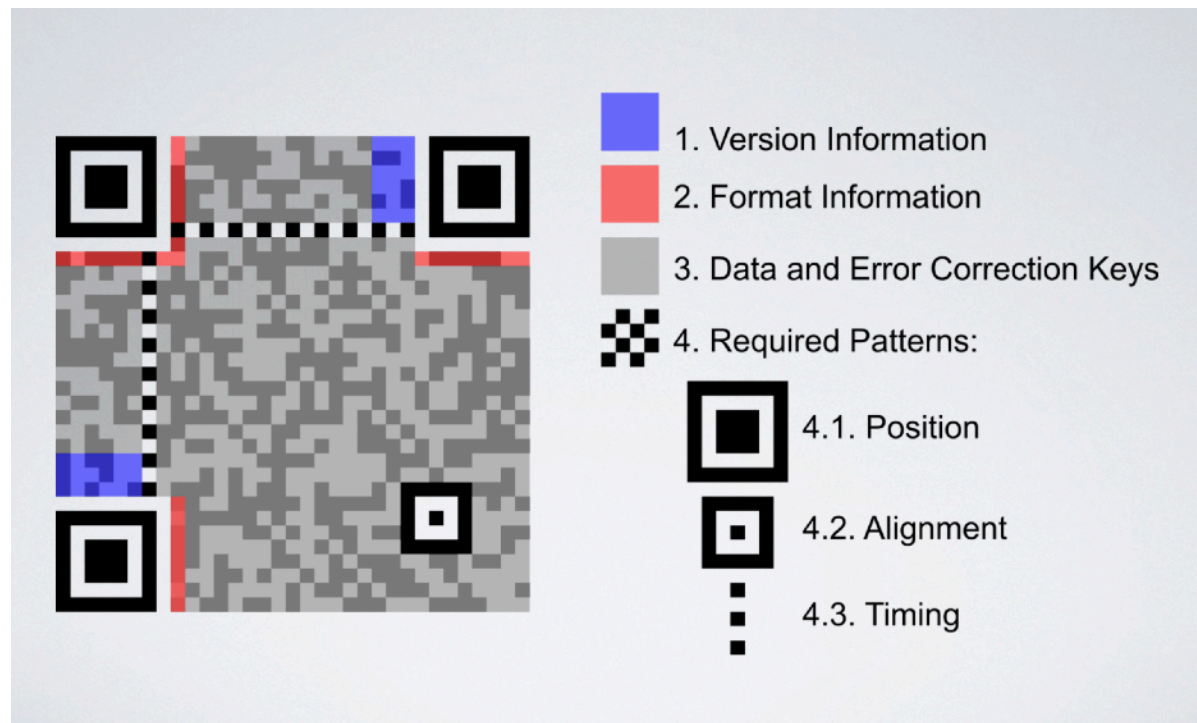 1. Version Information
2. Format Information
3. Data and Error Correction Keys
4. Required Patterns:
4.1. Position
4.2. Alignment
4.3. Timing